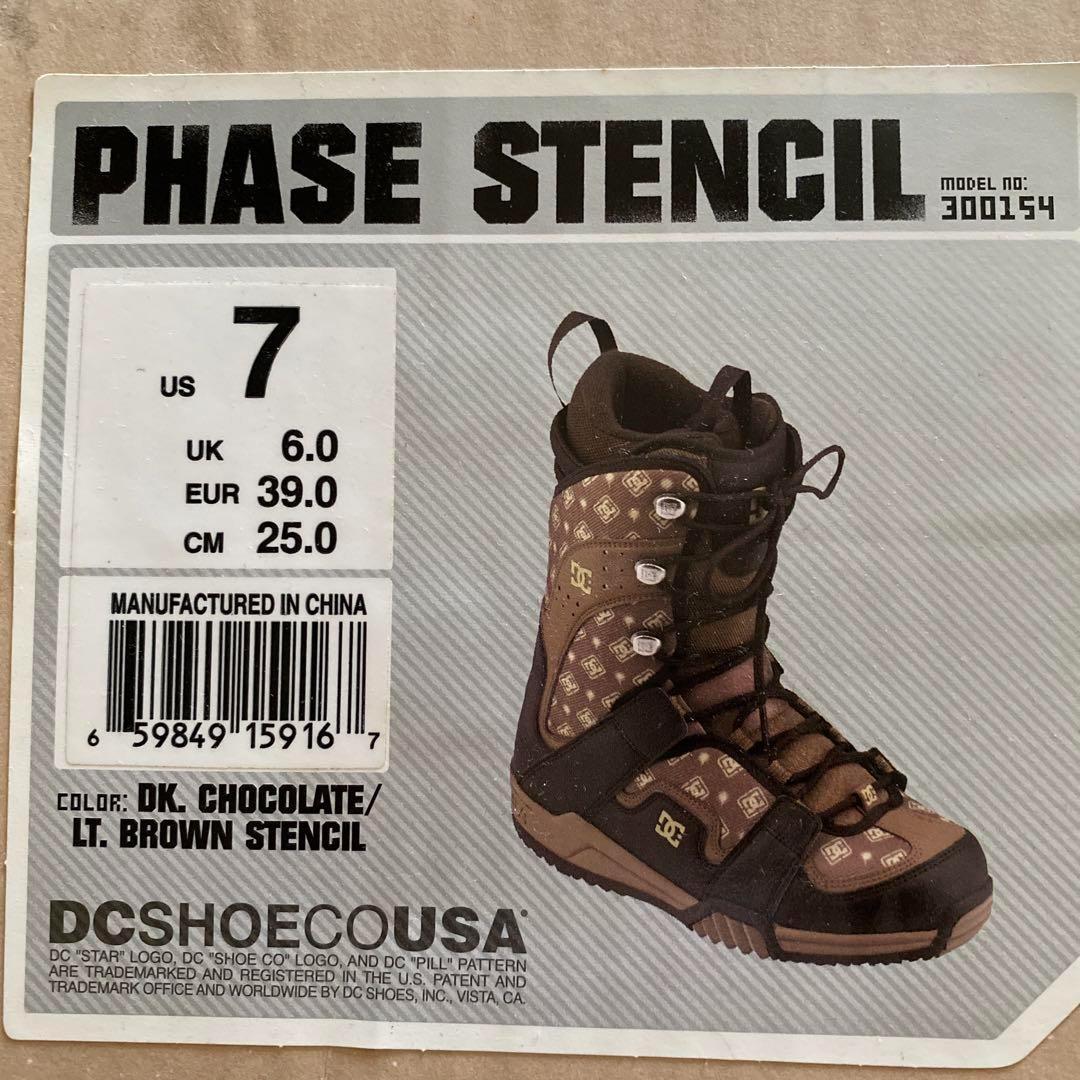 PHASE STENCIL
MODEL NO:
300154
US 7
UK 6.0
EUR 39.0
CM 25.0
MANUFACTURED IN CHINA
6 59849 15916 7
COLOR: DK. CHOCOLATE/
LT. BROWN STENCIL
DCSHOECOUSA
DC "STAR" LOGO, DC "SHOE CO" LOGO, AND DC "PILL" PATTERN
ARE TRADEMARKED AND REGISTERED IN THE U.S. PATENT AND
TRADEMARK OFFICE AND WORLDWIDE BY DC SHOES, INC., VISTA, CA.